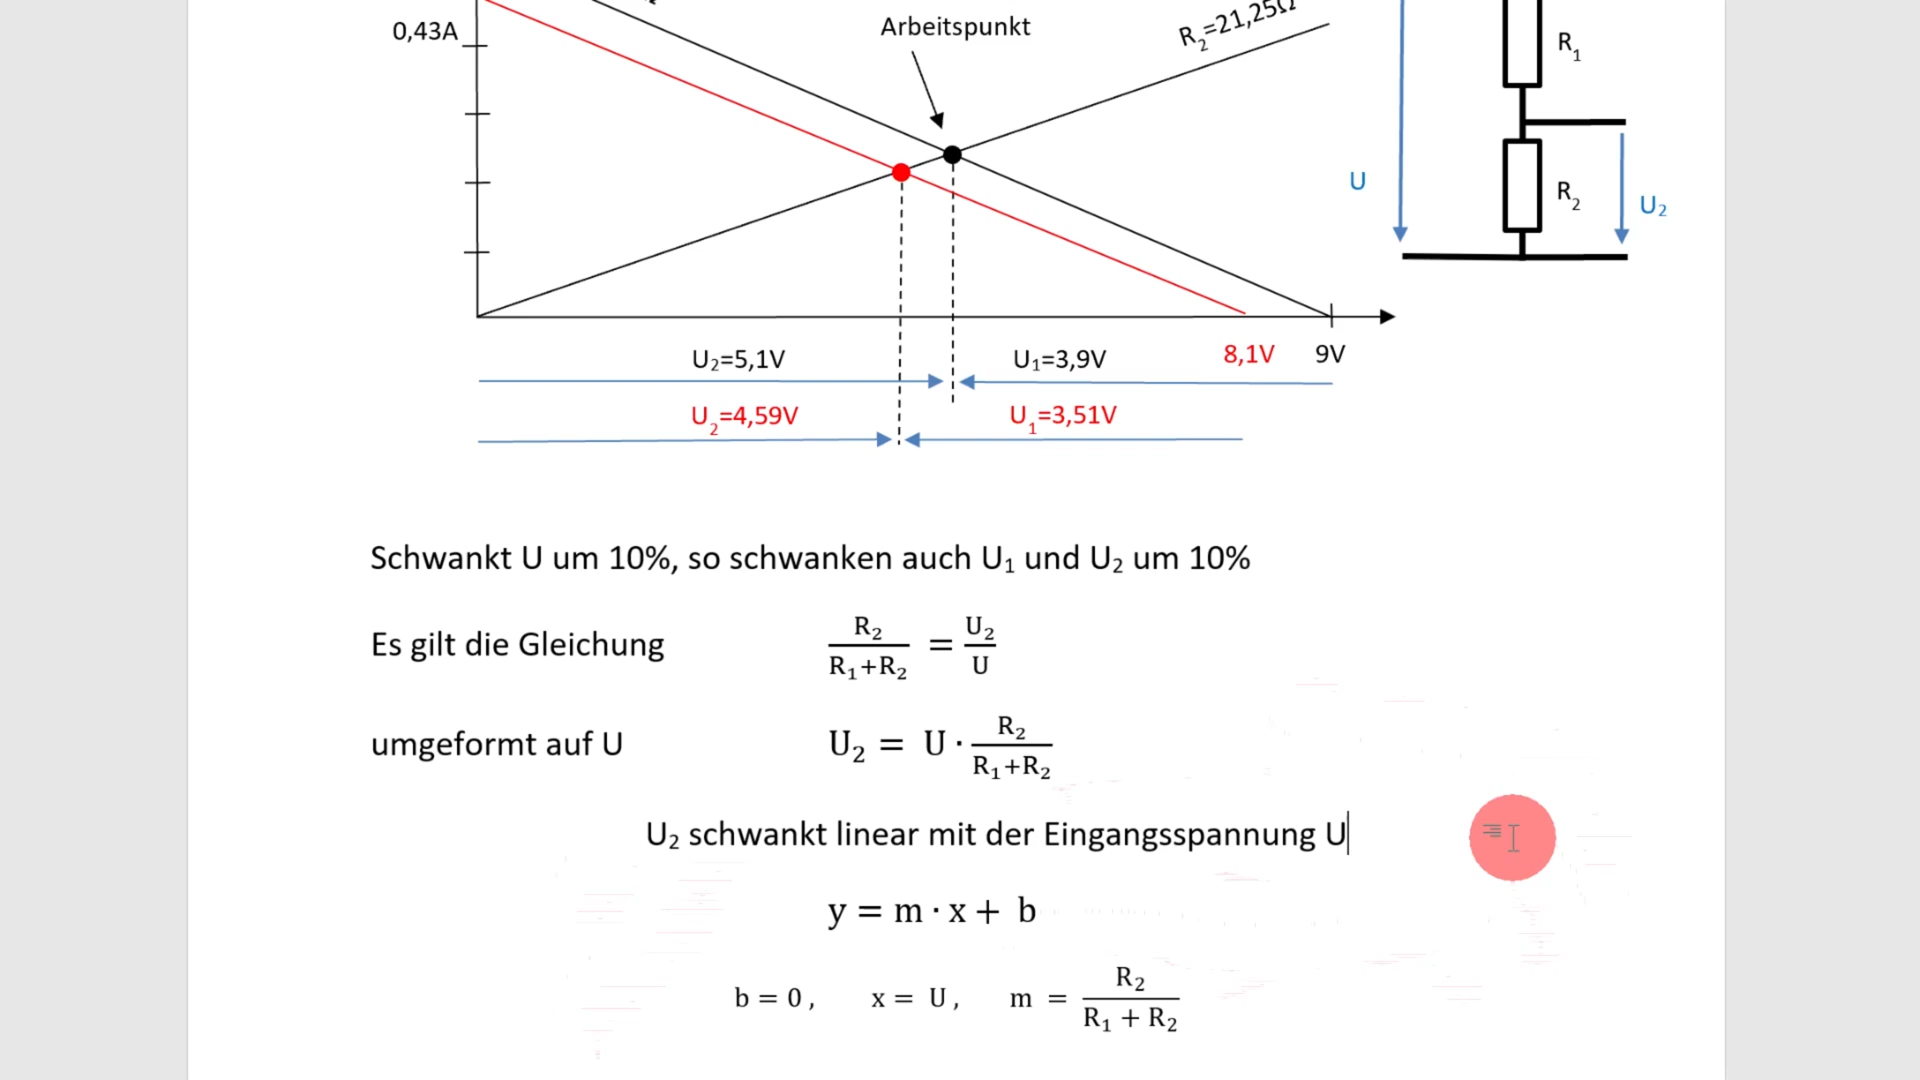 0,43A
Arbeitspunkt
R₂=21,25Ω
R₁
R₂
U
U₂
U₂=5,1V
U₁=3,9V
8,1V
9V
U₂=4,59V
U₁=3,51V
Schwankt U um 10%, so schwanken auch U₁ und U₂ um 10%
Es gilt die Gleichung R₂/(R₁+R₂) = U₂/U
umgeformt auf U U₂ = U · R₂/(R₁+R₂)
U₂ schwankt linear mit der Eingangsspannung U
y = m · x + b
b = 0 , x = U , m = R₂/(R₁ + R₂)